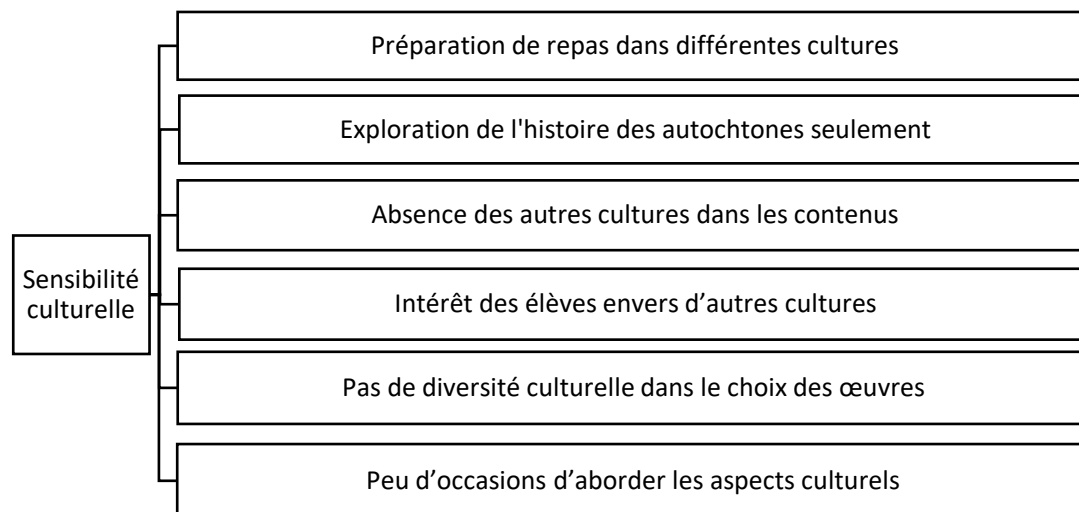 Préparation de repas dans différentes cultures
Exploration de l'histoire des autochtones seulement
Absence des autres cultures dans les contenus
Sensibilité
culturelle
Intérêt des élèves envers d’autres cultures
Pas de diversité culturelle dans le choix des œuvres
Peu d’occasions d’aborder les aspects culturels